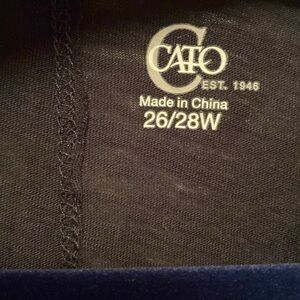 CATO
EST. 1946
Made in China
26/28W